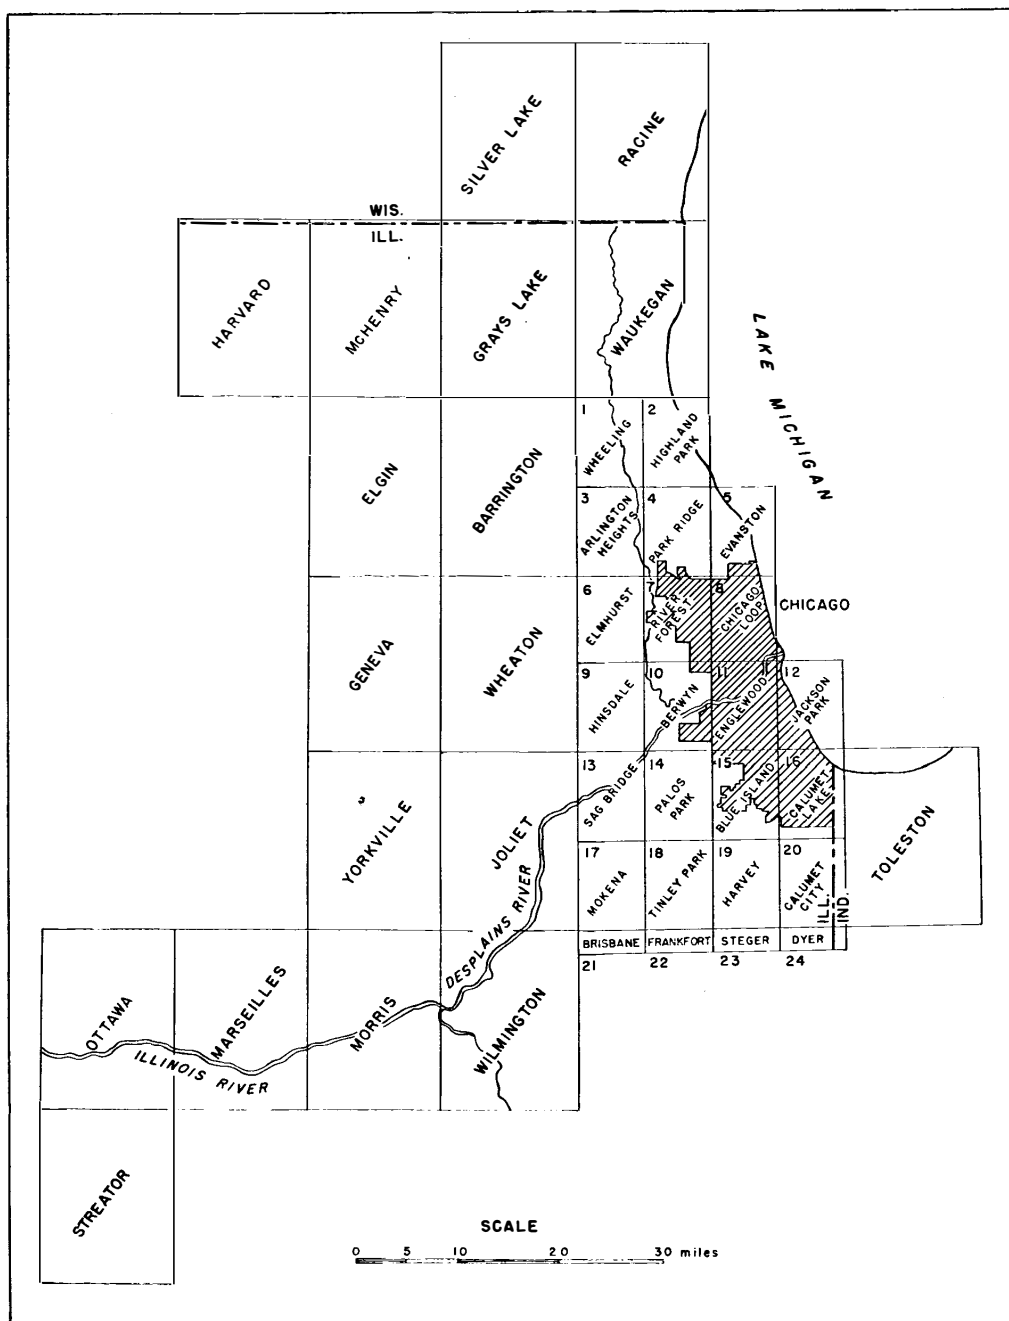 SILVER LAKE
RACINE
WIS.
ILL.
HARVARD
McHENRY
GRAYS LAKE
WAUKEGAN
LAKE MICHIGAN
1
WHEELING
2
HIGHLAND
PARK
ELGIN
BARRINGTON
3
ARLINGTON
HEIGHTS
4
PARK RIDGE
5
EVANSTON
GENEVA
WHEATON
6
ELMHURST
7
RIVER
FOREST
8
CHICAGO
LOOP
CHICAGO
9
HINSDALE
10
BERWYN
11
ENGLEWOOD
12
JACKSON
PARK
YORKVILLE
JOLIET
13
SAG BRIDGE
14
PALOS
PARK
15
BLUE ISLAND
16
CALUMET
LAKE
TOLESTON
17
MOKENA
18
TINLEY PARK
19
HARVEY
20
CALUMET
CITY
ILL.
IND.
DESPLAINS RIVER
BRISBANE
FRANKFORT
STEGER
DYER
21
22
23
24
OTTAWA
MARSEILLES
MORRIS
WILMINGTON
ILLINOIS RIVER
STREATOR
SCALE
0 5 10 20 30 miles